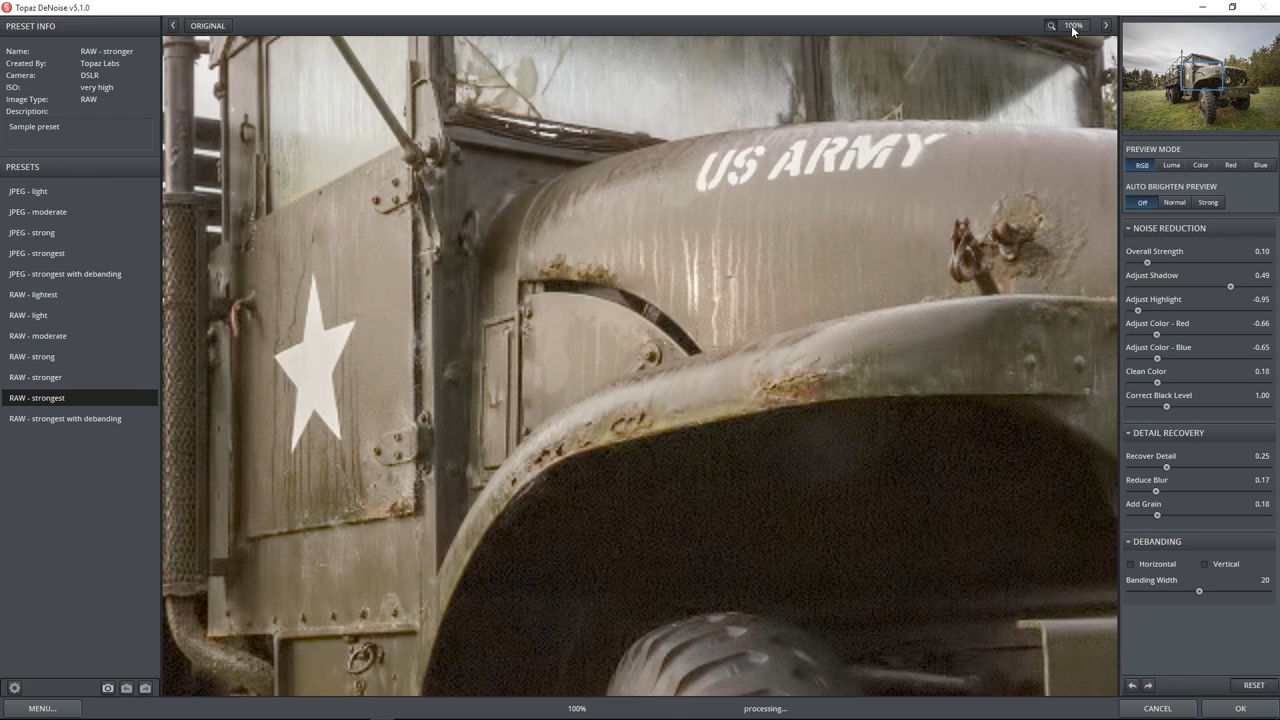 Topaz DeNoise v5.1.0
PRESET INFO
Name: RAW - stronger
Created By: Topaz Labs
Camera: DSLR
ISO: very high
Image Type: RAW
Description:
Sample preset
PRESETS
JPEG - light
JPEG - moderate
JPEG - strong
JPEG - strongest
JPEG - strongest with debanding
RAW - lightest
RAW - light
RAW - moderate
RAW - strong
RAW - stronger
RAW - strongest
RAW - strongest with debanding
MENU...
ORIGINAL
100%
US ARMY
100%
processing...
PREVIEW MODE
RGB Luma Color Red Blue
AUTO BRIGHTEN PREVIEW
Off Normal Strong
NOISE REDUCTION
Overall Strength 0.10
Adjust Shadow 0.49
Adjust Highlight -0.95
Adjust Color - Red -0.66
Adjust Color - Blue -0.65
Clean Color 0.18
Correct Black Level 1.00
DETAIL RECOVERY
Recover Detail 0.25
Reduce Blur 0.17
Add Grain 0.18
DEBANDING
Horizontal Vertical
Banding Width 20
RESET
CANCEL OK